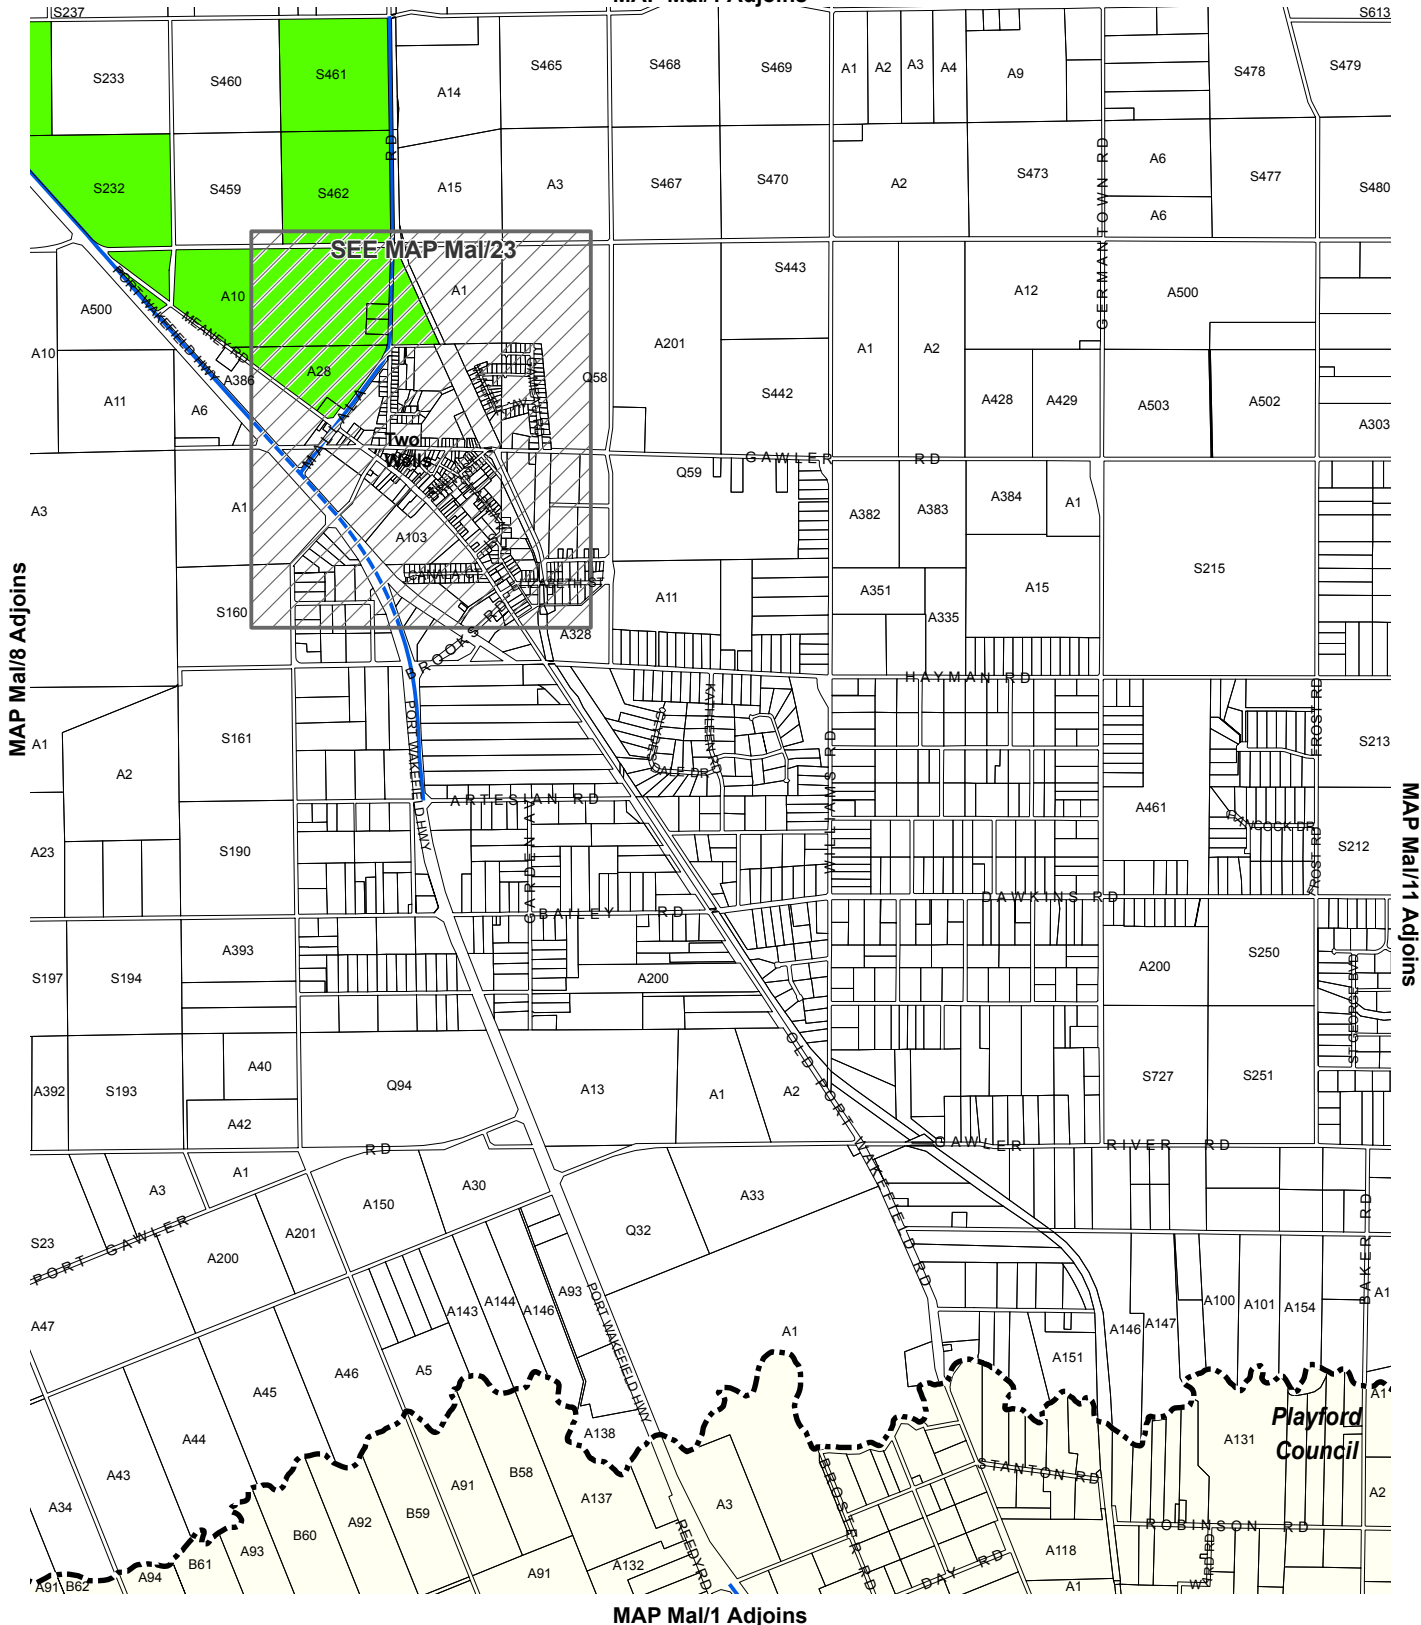 S237
S613
S233
S460
S461
A14
S465
S468
S469
A1
A2
A3
A4
A9
S478
S479
RD
S232
S459
S462
A15
A3
S467
S470
A2
S473
GERMANTOWN RD
A6
A6
S477
S480
SEE MAP Mal/23
A10
A1
S443
A12
A500
A500
PORT WAKEFIELD HWY
MEANEY RD
A10
A201
A1
A2
A28
A386
Q58
S442
A11
A6
A428
A429
A503
A502
A303
MALLALA
Two
Wells
GAWLER RD
Q59
A3
A1
A382
A383
A384
A1
A103
S215
MAP Mal/8 Adjoins
S160
A11
A351
A335
A15
A328
BROOKS RD
HAYMAN RD
KATHLEEN RD
DALE DR
WILLIAMS RD
FROST RD
PORT WAKEFIELD HWY
A1
A2
S161
S213
ARTESIAN RD
A461
HANCOCK DR
FROST RD
MAP Mal/11 Adjoins
A23
S190
GARDEN AV
S212
DAWKINS RD
BAILEY RD
A393
S197
S194
A200
A200
S250
ST GEORGE BVD
A392
S193
A40
A42
Q94
A13
A1
A2
S727
S251
OLD PORT WAKEFIELD RD
RD
GAWLER RIVER RD
A3
A1
A150
A30
A33
Q32
S23
PORT GAWLER
A200
A201
BAKER RD
A143
A144
A146
A93
PORT WAKEFIELD HWY
A146
A147
A100
A101
A154
A1
A47
A46
A5
A1
A151
A45
A1
Playford
Council
A131
A44
A138
A43
A34
B58
A91
A137
A3
BROSTER RD
STANTON RD
A2
B59
A92
B60
A93
B61
REEDY RD
ROBINSON RD
WARD RD
A91
B62
A94
A91
A132
DAY RD
A118
A1
MAP Mal/1 Adjoins